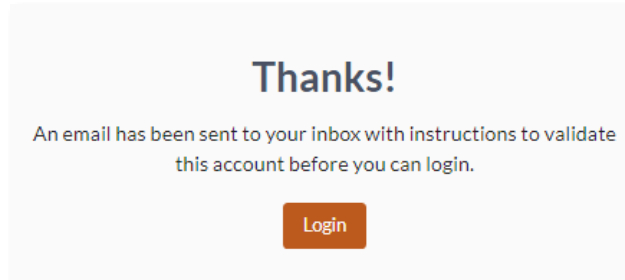 Thanks!
An email has been sent to your inbox with instructions to validate
this account before you can login.
Login